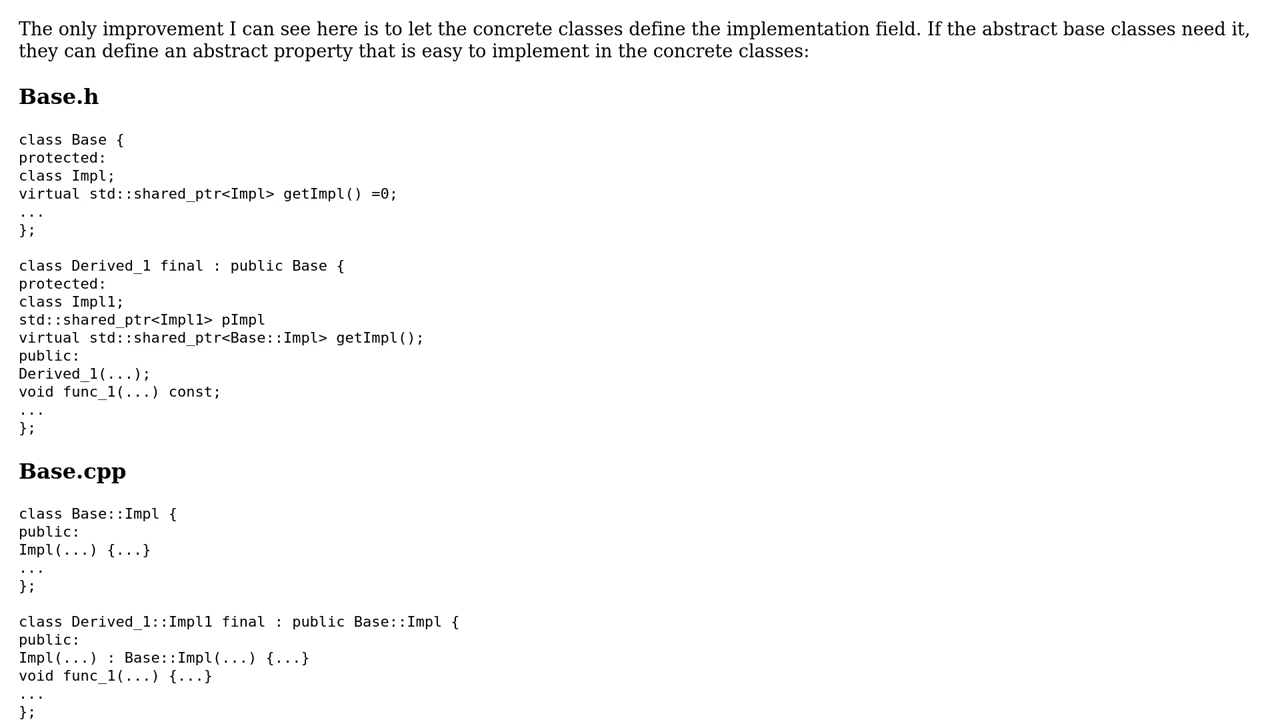 The only improvement I can see here is to let the concrete classes define the implementation field. If the abstract base classes need it,
they can define an abstract property that is easy to implement in the concrete classes:
Base.h
class Base {
protected:
class Impl;
virtual std::shared_ptr<Impl> getImpl() =0;
...
};
class Derived_1 final : public Base {
protected:
class Impl1;
std::shared_ptr<Impl1> pImpl
virtual std::shared_ptr<Base::Impl> getImpl();
public:
Derived_1(...);
void func_1(...) const;
...
};
Base.cpp
class Base::Impl {
public:
Impl(...) {...}
...
};
class Derived_1::Impl1 final : public Base::Impl {
public:
Impl(...) : Base::Impl(...) {...}
void func_1(...) {...}
...
};